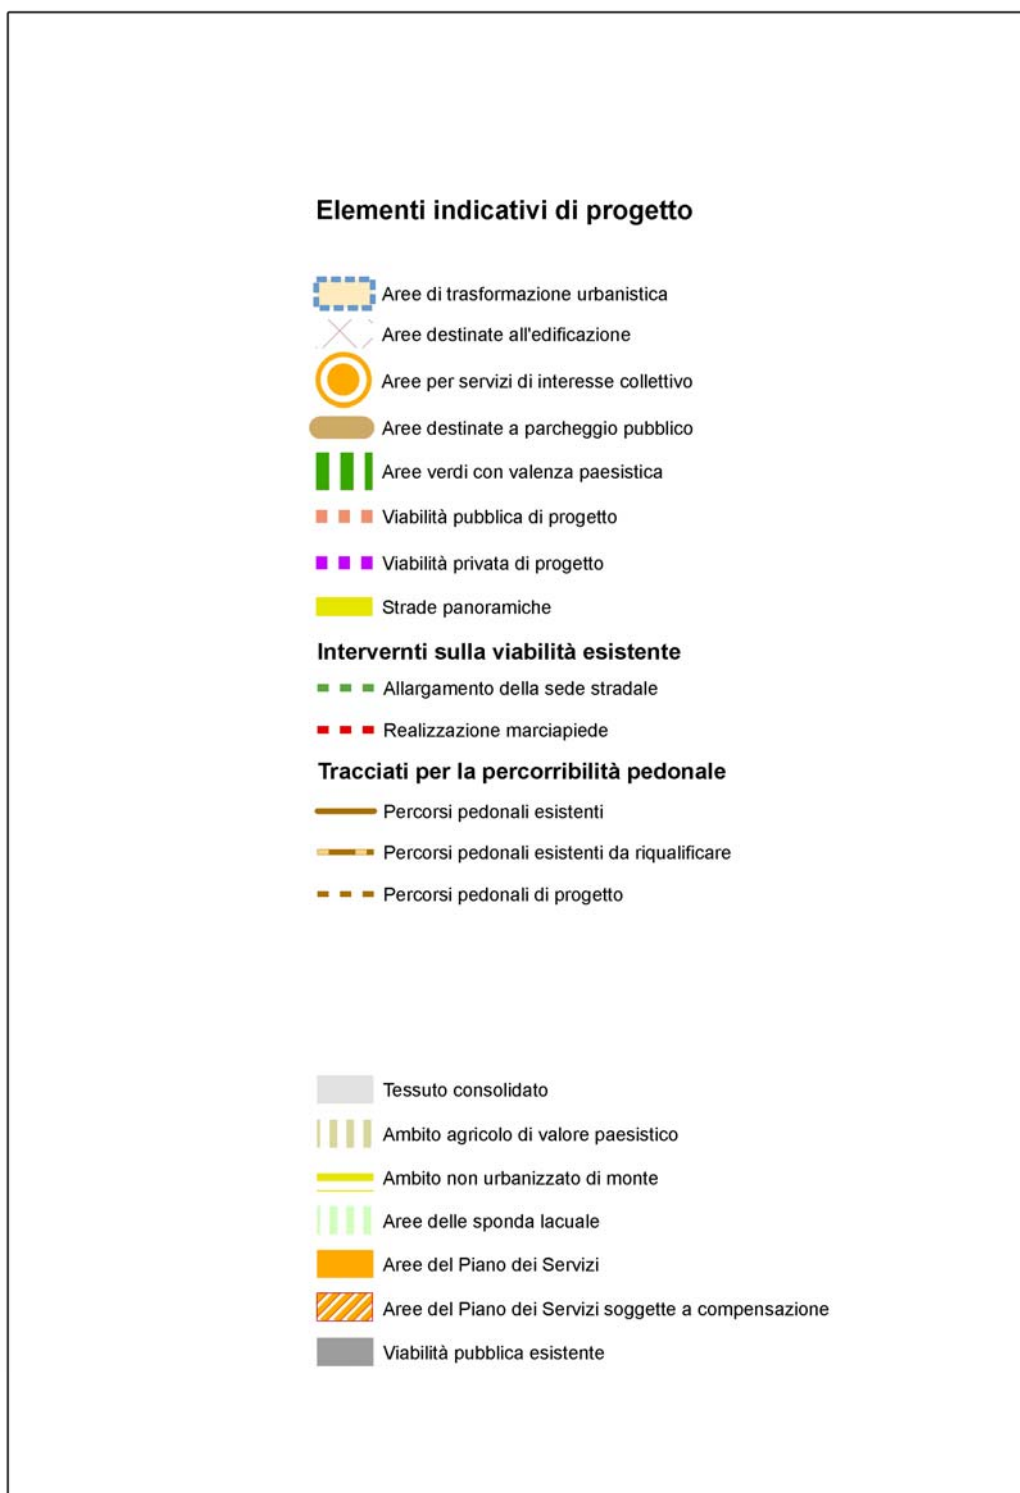 Elementi indicativi di progetto
Aree di trasformazione urbanistica
Aree destinate all'edificazione
Aree per servizi di interesse collettivo
Aree destinate a parcheggio pubblico
Aree verdi con valenza paesistica
Viabilità pubblica di progetto
Viabilità privata di progetto
Strade panoramiche
Intervernti sulla viabilità esistente
Allargamento della sede stradale
Realizzazione marciapiede
Tracciati per la percorribilità pedonale
Percorsi pedonali esistenti
Percorsi pedonali esistenti da riqualificare
Percorsi pedonali di progetto
Tessuto consolidato
Ambito agricolo di valore paesistico
Ambito non urbanizzato di monte
Aree delle sponda lacuale
Aree del Piano dei Servizi
Aree del Piano dei Servizi soggette a compensazione
Viabilità pubblica esistente